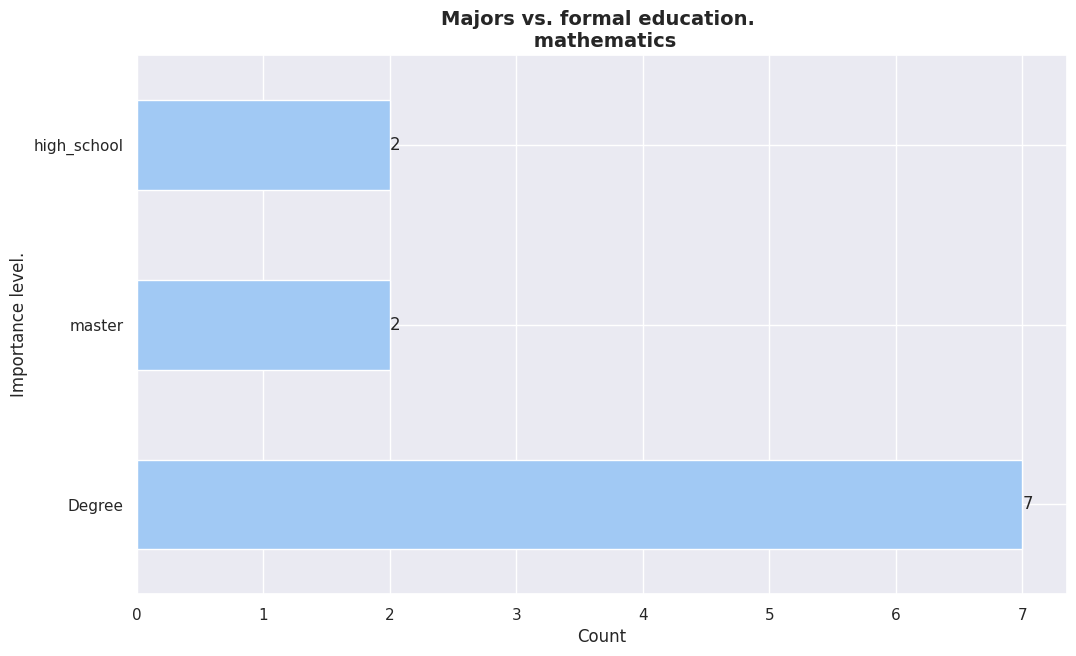 Majors vs. formal education.
mathematics
high_school
2
master
2
Degree
7
Importance level.
0 1 2 3 4 5 6 7
Count